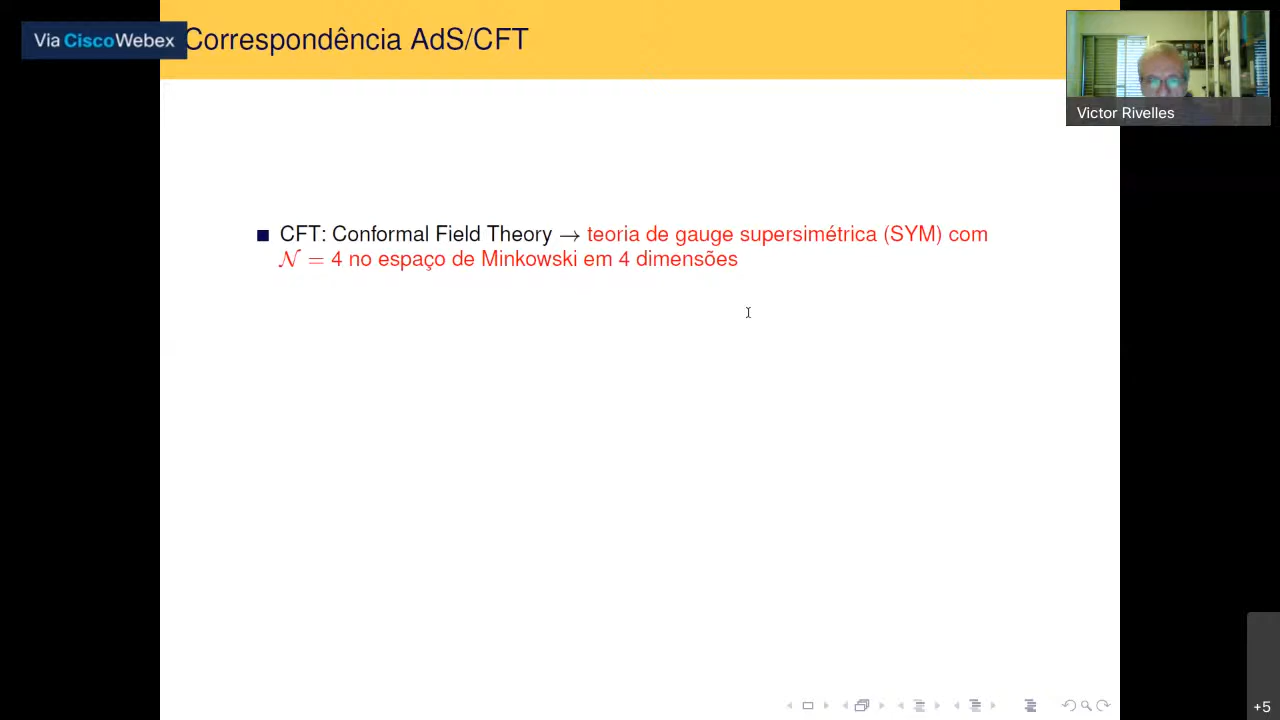 Via CiscoWebex
Correspondência AdS/CFT
Victor Rivelles
CFT: Conformal Field Theory → teoria de gauge supersimétrica (SYM) com
𝒩 = 4 no espaço de Minkowski em 4 dimensões
+5